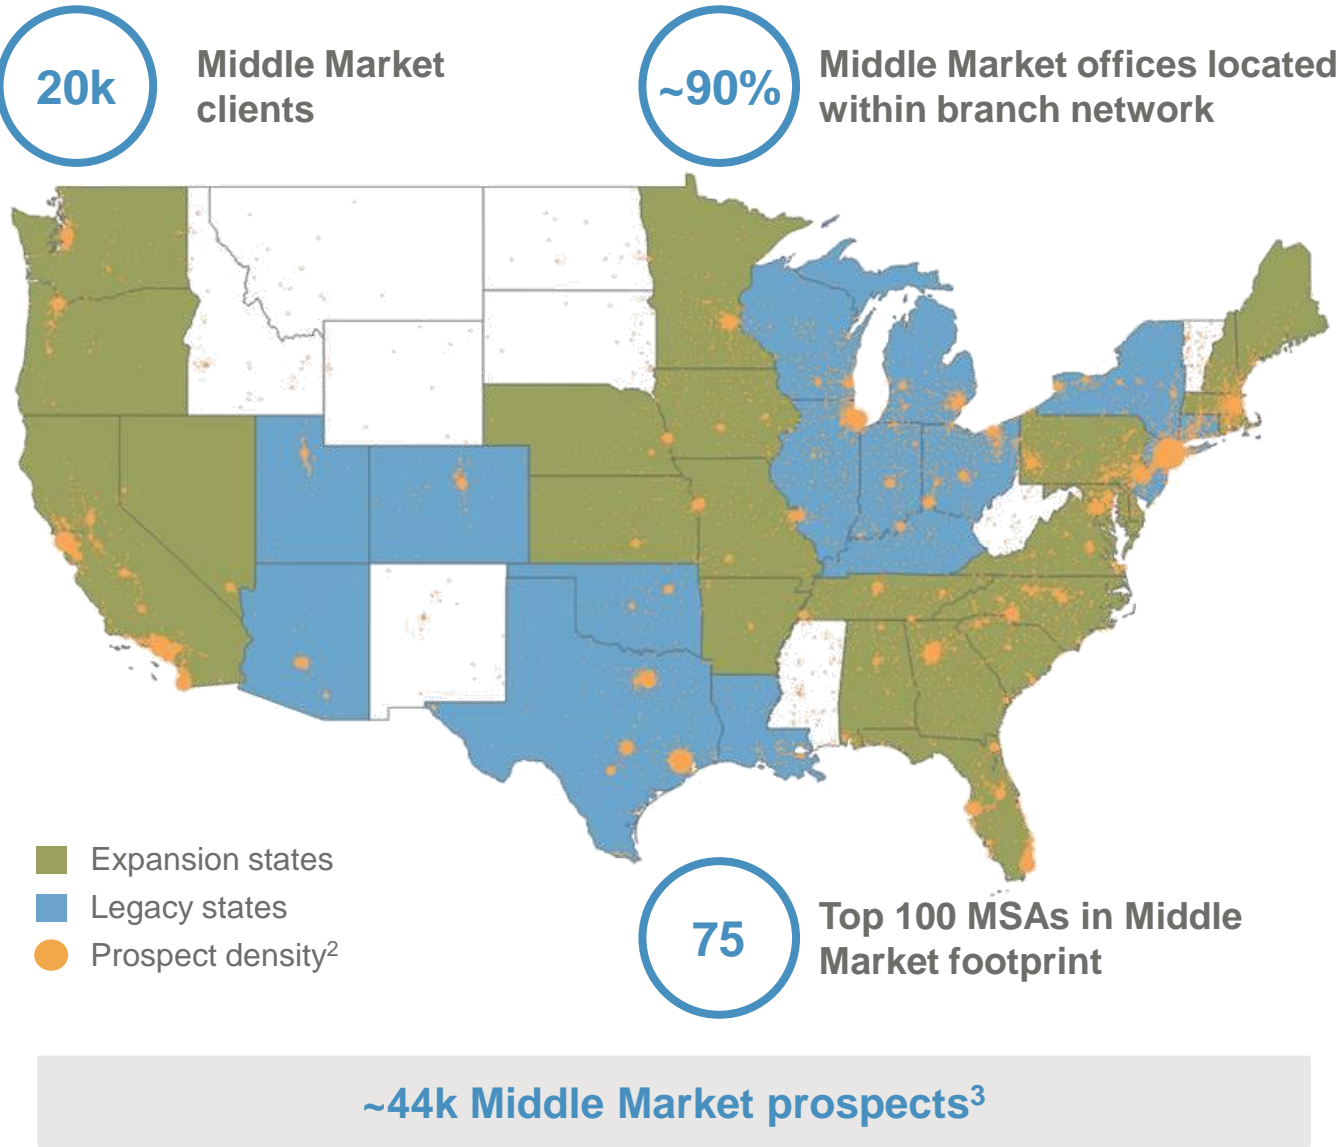 20k
Middle Market
clients
~90%
Middle Market offices located
within branch network
Expansion states
Legacy states
Prospect density²
75
Top 100 MSAs in Middle
Market footprint
~44k Middle Market prospects³